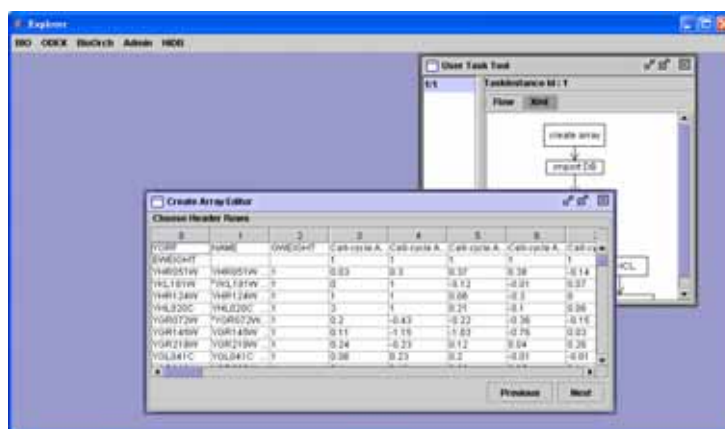 Explorer
BIO ODEX BioOrch Admin HIDB
User Task Tool
1/1
TaskInstance Id : 1
Flow Xml
create array
import DB
HCL
Create Array Editor
Choose Header Rows
0 1 2 3 4 5 6
YORF NAME GWEIGHT Cell-cycle A. Cell-cycle A. Cell-cycle A. Cell-cycle A.
EWEIGHT 1 1 1 1 1
YHR051W YHR051W 1 0.03 0.3 0.37 0.38 -0.14
YKL181W "YKL181W 1 0 1 -0.12 -0.01 0.07
YHR124W YHR124W 1 1 1 0.08 -0.3 0
YHL020C YHL020C 1 3 1 0.21 -0.1 0.06
YGR072W "YGR072W 1 0.2 -0.43 -0.22 -0.36 -0.15
YGR145W YGR145W 1 0.11 -1.15 -1.03 -0.76 0.03
YGR218W YGR218W 1 0.24 -0.23 0.12 0.04 0.26
YGL041C YGL041C 1 0.06 0.23 0.2 -0.01 -0.01
Previous Next